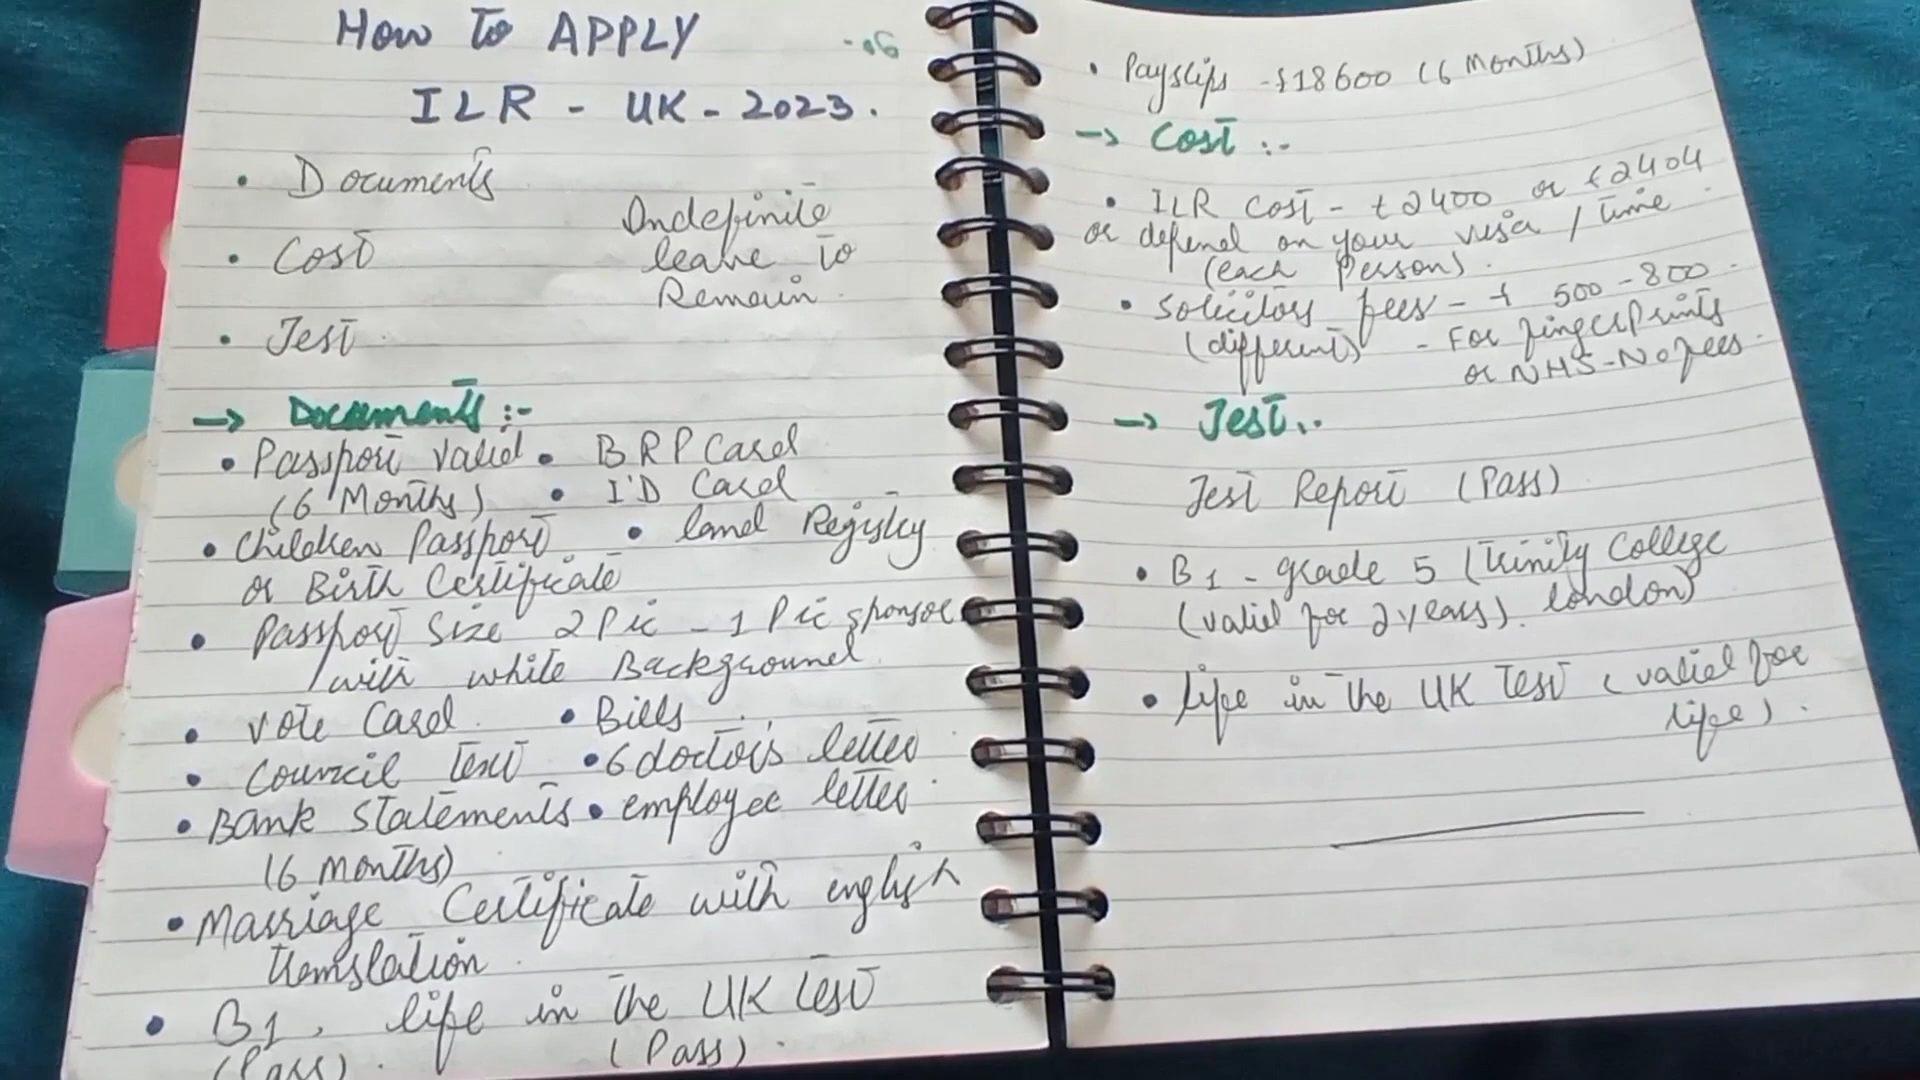 How to APPLY
ILR - UK - 2023.
• Documents
Indefinite
• Cost
leave to
Remain.
• Test
→ Documents :-
• Passport valid • BRP Card
(6 Months) • I'D Card
• Children Passport • land Registry
or Birth Certificate
• Passport Size 2 Pic - 1 Pic sponsor
with white Background
• Vote Card. • Bills
• Council text • 6 doctor's letter
• Bank Statements • employee letter
(6 months)
• Marriage Certificate with english
translation.
• B1, life in the UK test
(Pass). (Pass).
• Payslips - £18600 (6 Months)
→ Cost :-
• ILR cost - £2400 or £2404
or depend on your visa / time.
(each person).
• Solicitors fees - £ 500 - 800.
(different) - For fingerprints
or NHS - No fees.
→ Test :-
Test Report (Pass)
• B1 - grade 5 (Trinity College
(valid for 2 years). london)
• life in the UK test (valid for
life).